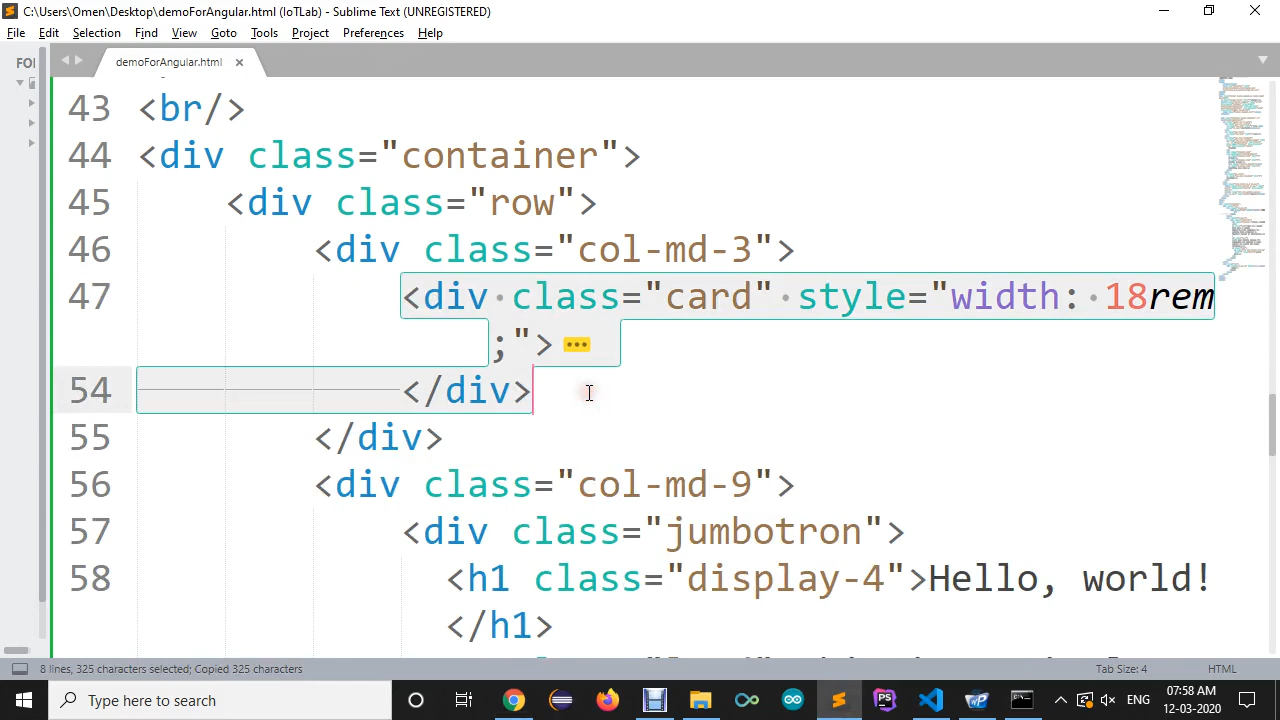 C:\Users\Omen\Desktop\demoForAngular.html (IoTLab) - Sublime Text (UNREGISTERED)
File Edit Selection Find View Goto Tools Project Preferences Help
FO
demoForAngular.html ×
43 <br/>
44 <div class="container">
45 <div class="row">
46 <div class="col-md-3">
47 <div class="card" style="width: 18rem
;">
54 </div>
55 </div>
56 <div class="col-md-9">
57 <div class="jumbotron">
58 <h1 class="display-4">Hello, world!
</h1>
8 lines, 325 characters selected; Copied 325 characters
Tab Size: 4 HTML
Type here to search
PS
ENG
07:58 AM
12-03-2020